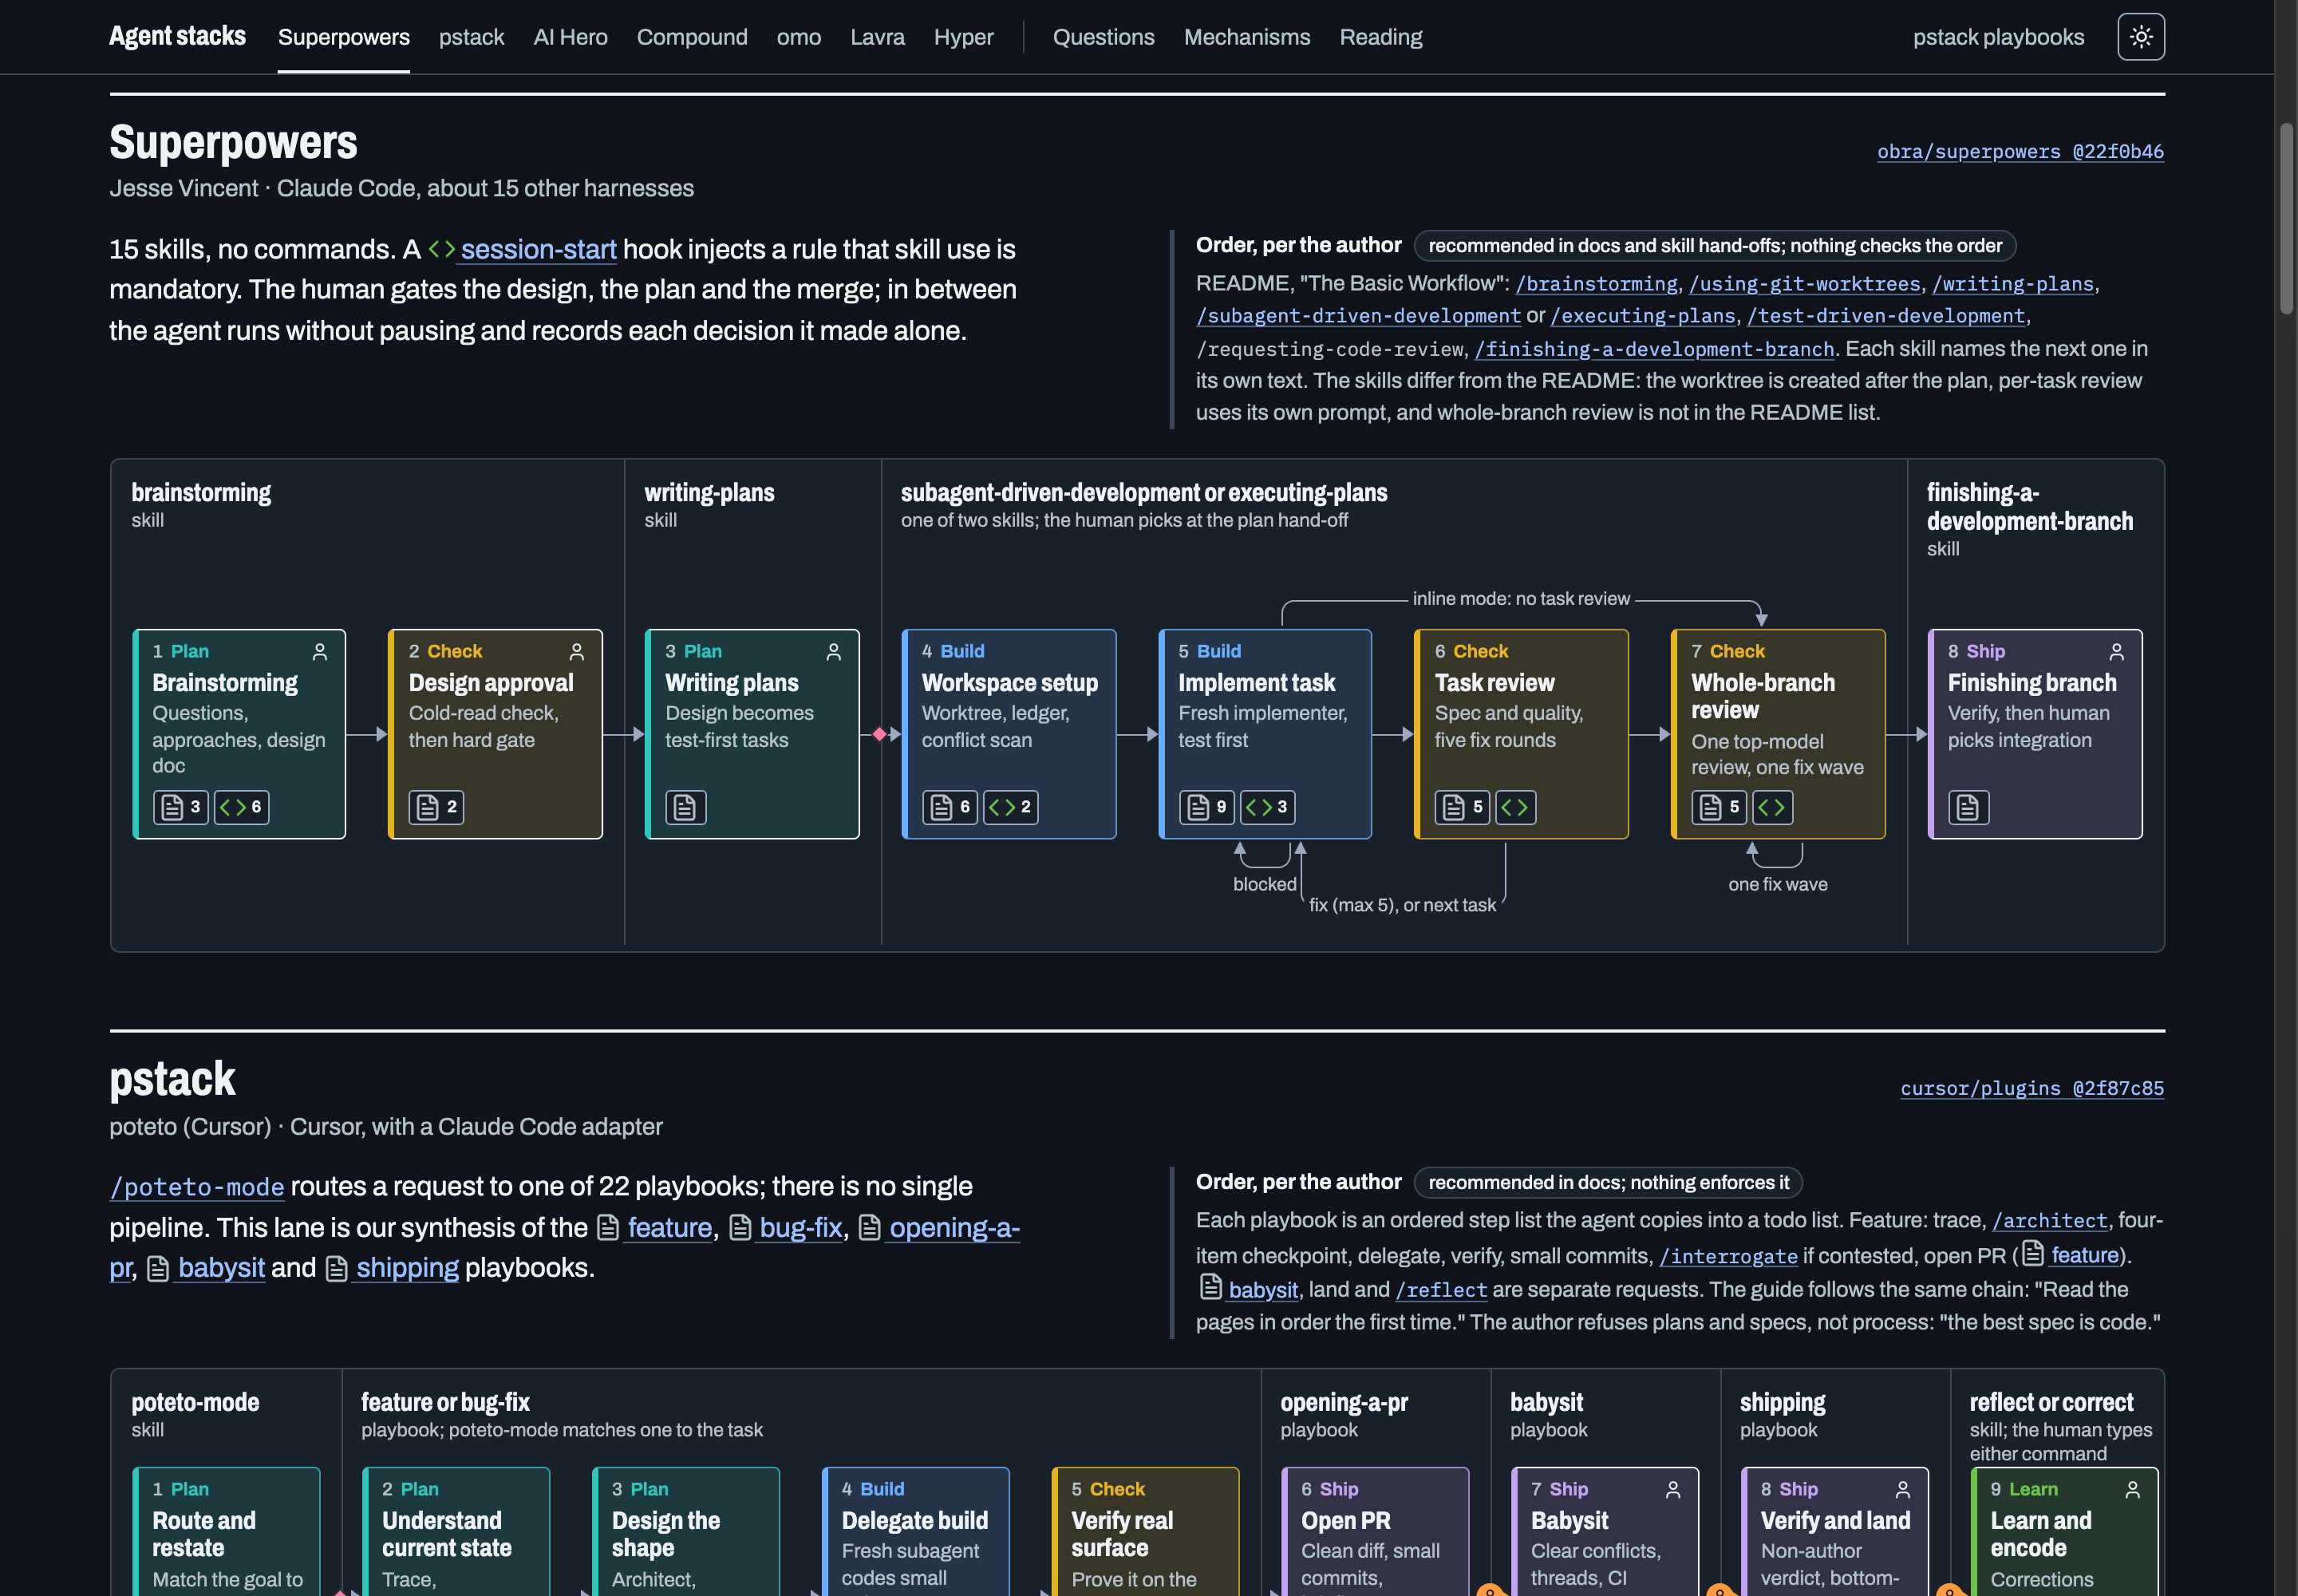 Agent stacks Superpowers pstack AI Hero Compound omo Lavra Hyper Questions Mechanisms Reading pstack playbooks
Superpowers
obra/superpowers @22f0b46
Jesse Vincent · Claude Code, about 15 other harnesses
15 skills, no commands. A session-start hook injects a rule that skill use is
mandatory. The human gates the design, the plan and the merge; in between
the agent runs without pausing and records each decision it made alone.
Order, per the author recommended in docs and skill hand-offs; nothing checks the order
README, "The Basic Workflow": /brainstorming, /using-git-worktrees, /writing-plans,
/subagent-driven-development or /executing-plans, /test-driven-development,
/requesting-code-review, /finishing-a-development-branch. Each skill names the next one in
its own text. The skills differ from the README: the worktree is created after the plan, per-task review
uses its own prompt, and whole-branch review is not in the README list.
brainstorming
skill
writing-plans
skill
subagent-driven-development or executing-plans
one of two skills; the human picks at the plan hand-off
finishing-a-
development-branch
skill
inline mode: no task review
1 Plan
Brainstorming
Questions,
approaches, design
doc
3 6
2 Check
Design approval
Cold-read check,
then hard gate
2
3 Plan
Writing plans
Design becomes
test-first tasks
4 Build
Workspace setup
Worktree, ledger,
conflict scan
6 2
5 Build
Implement task
Fresh implementer,
test first
9 3
6 Check
Task review
Spec and quality,
five fix rounds
5
7 Check
Whole-branch
review
One top-model
review, one fix wave
5
8 Ship
Finishing branch
Verify, then human
picks integration
blocked
fix (max 5), or next task
one fix wave
pstack
cursor/plugins @2f87c85
poteto (Cursor) · Cursor, with a Claude Code adapter
/poteto-mode routes a request to one of 22 playbooks; there is no single
pipeline. This lane is our synthesis of the feature, bug-fix, opening-a-
pr, babysit and shipping playbooks.
Order, per the author recommended in docs; nothing enforces it
Each playbook is an ordered step list the agent copies into a todo list. Feature: trace, /architect, four-
item checkpoint, delegate, verify, small commits, /interrogate if contested, open PR (feature).
babysit, land and /reflect are separate requests. The guide follows the same chain: "Read the
pages in order the first time." The author refuses plans and specs, not process: "the best spec is code."
poteto-mode
skill
feature or bug-fix
playbook; poteto-mode matches one to the task
opening-a-pr
playbook
babysit
playbook
shipping
playbook
reflect or correct
skill; the human types
either command
1 Plan
Route and
restate
Match the goal to
2 Plan
Understand
current state
Trace,
3 Plan
Design the
shape
Architect,
4 Build
Delegate build
Fresh subagent
codes small
5 Check
Verify real
surface
Prove it on the
6 Ship
Open PR
Clean diff, small
commits,
7 Ship
Babysit
Clear conflicts,
threads, CI
8 Ship
Verify and land
Non-author
verdict, bottom-
9 Learn
Learn and
encode
Corrections